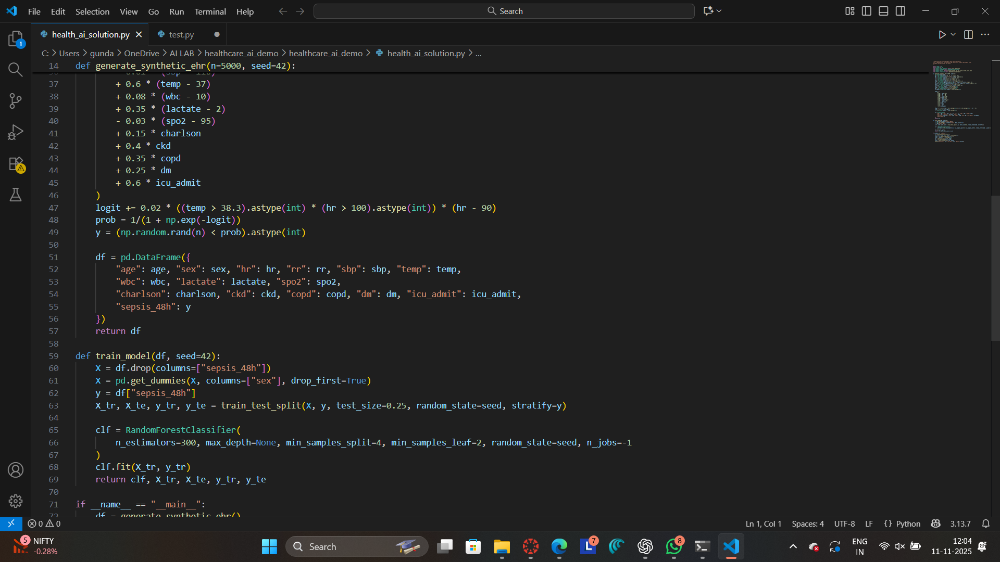 File Edit Selection View Go Run Terminal Help Search
health_ai_solution.py test.py
1
C: > Users > gunda > OneDrive > AI LAB > healthcare_ai_demo > healthcare_ai_demo > health_ai_solution.py > ...
14 def generate_synthetic_ehr(n=5000, seed=42):
37 + 0.6 * (temp - 37)
38 + 0.08 * (wbc - 10)
39 + 0.35 * (lactate - 2)
40 - 0.03 * (spo2 - 95)
41 + 0.15 * charlson
42 + 0.4 * ckd
43 + 0.35 * copd
44 + 0.25 * dm
45 + 0.6 * icu_admit
46 )
47 logit += 0.02 * ((temp > 38.3).astype(int) * (hr > 100).astype(int)) * (hr - 90)
48 prob = 1/(1 + np.exp(-logit))
49 y = (np.random.rand(n) < prob).astype(int)
50
51 df = pd.DataFrame({
52 "age": age, "sex": sex, "hr": hr, "rr": rr, "sbp": sbp, "temp": temp,
53 "wbc": wbc, "lactate": lactate, "spo2": spo2,
54 "charlson": charlson, "ckd": ckd, "copd": copd, "dm": dm, "icu_admit": icu_admit,
55 "sepsis_48h": y
56 })
57 return df
58
59 def train_model(df, seed=42):
60 X = df.drop(columns=["sepsis_48h"])
61 X = pd.get_dummies(X, columns=["sex"], drop_first=True)
62 y = df["sepsis_48h"]
63 X_tr, X_te, y_tr, y_te = train_test_split(X, y, test_size=0.25, random_state=seed, stratify=y)
64
65 clf = RandomForestClassifier(
66 n_estimators=300, max_depth=None, min_samples_split=4, min_samples_leaf=2, random_state=seed, n_jobs=-1
67 )
68 clf.fit(X_tr, y_tr)
69 return clf, X_tr, X_te, y_tr, y_te
70
71 if __name__ == "__main__":
72 df = generate_synthetic_ehr()
0 0 Ln 1, Col 1 Spaces: 4 UTF-8 LF {} Python 3.13.7
5 NIFTY
-0.28%
Search
7 8
ENG
IN
12:04
11-11-2025